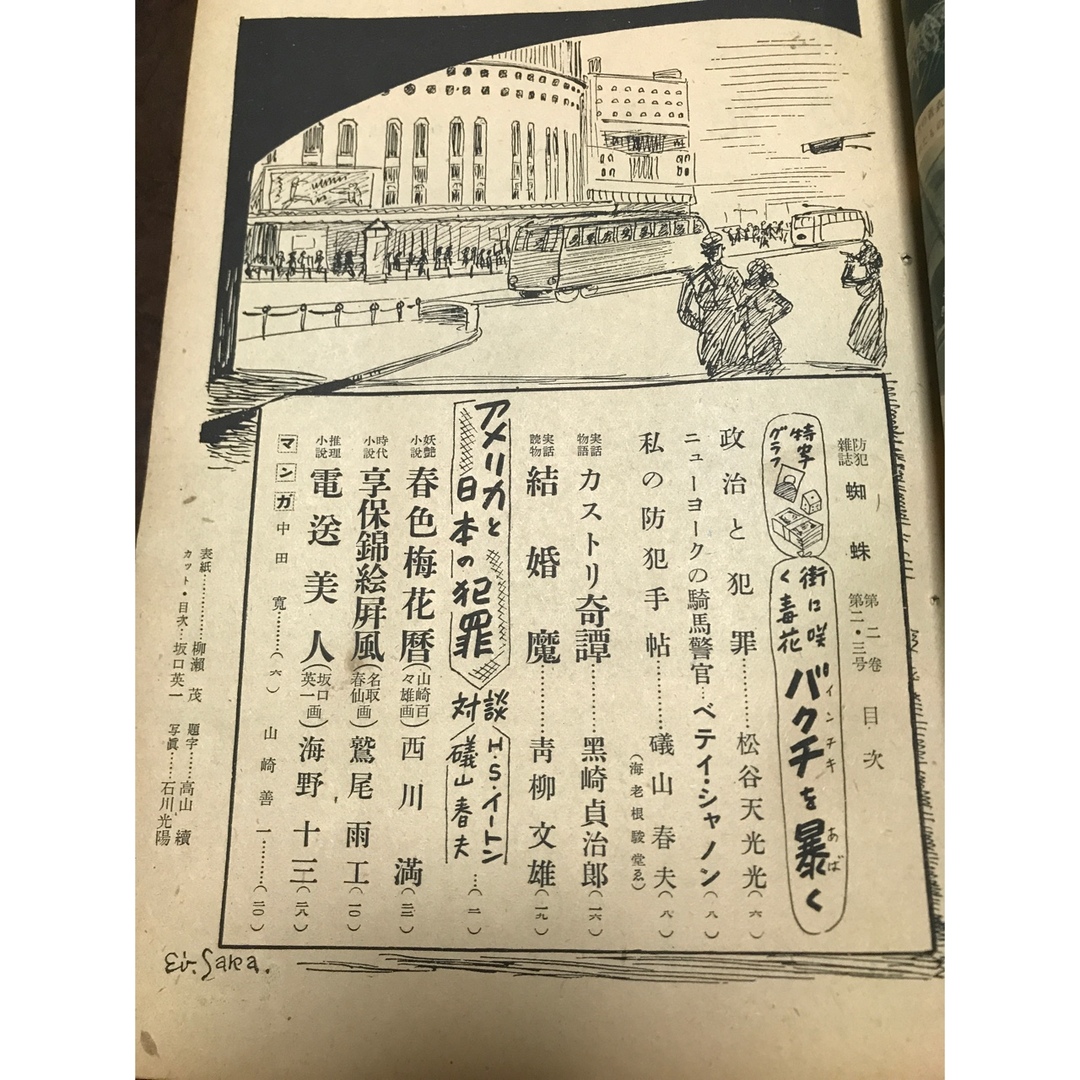 防犯雑誌 蜘蛛 第二巻 第二・三号 目次
特客グラフ 街に咲く毒花 バクチを暴く
インチキ
あば
政治と犯罪……松谷天光光(六)
ニューヨークの騎馬警官…ベテイ・シャノン(八)
私の防犯手帖……礒山春夫(八)
(海老根駿堂ゑ)
実話物語 カストリ奇譚……黒崎貞治郎(一六)
実話読物 結婚魔……青柳文雄(一九)
アメリカと日本の犯罪 対談 H・S・イートン 礒山春夫…(二)
妖艶小説 春色梅花暦(山崎百々雄画)西川満(二二)
時代小説 享保錦絵屏風(名取春仙画)鷲尾雨工(一〇)
推理小説 電送美人(坂口英一画)海野十三(二八)
マンガ 中田寛……(六) 山崎善一……(二〇)
表紙……柳瀬茂 題字……高山續
カット・目次…坂口英一 写眞……石川光陽
Ei.Saka.